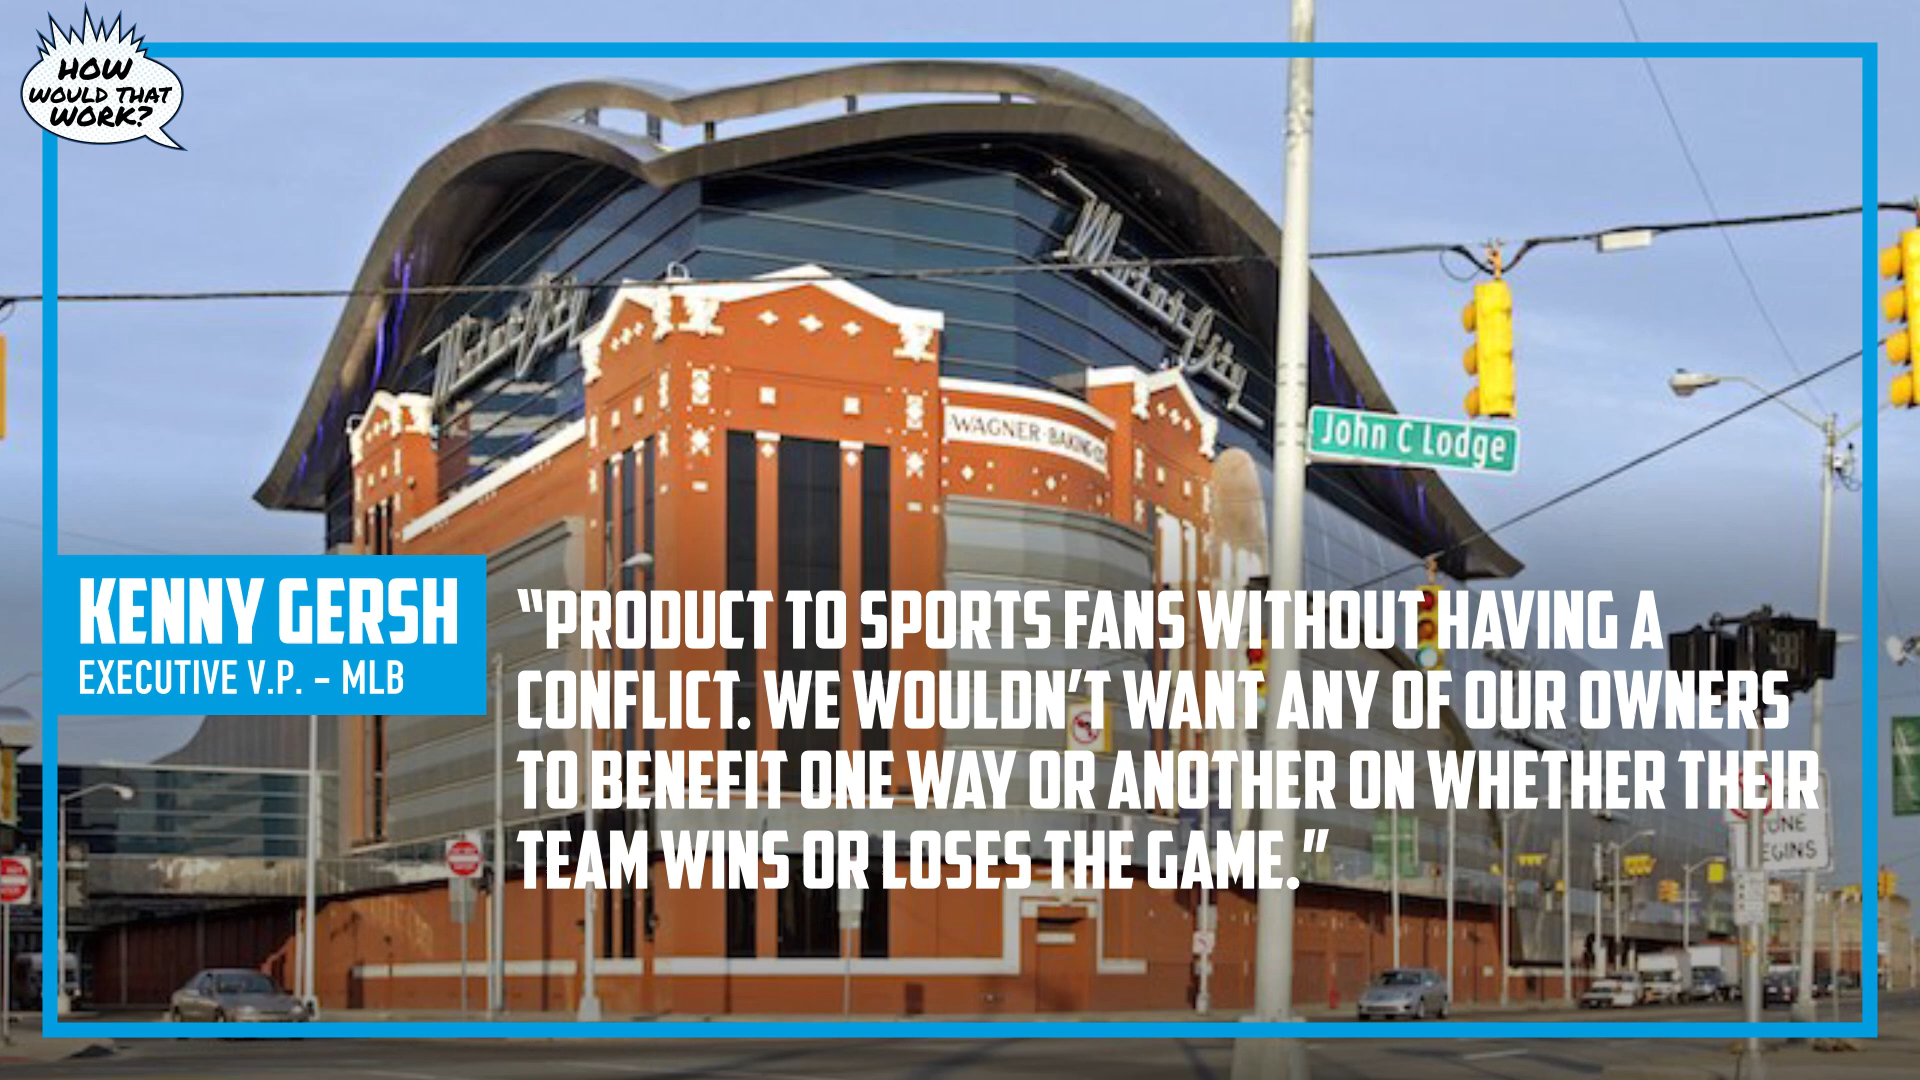 HOW
WOULD THAT
WORK?
MotorCity
MotorCity
WAGNER·BAKING·CO
John C Lodge
KENNY GERSH
EXECUTIVE V.P. - MLB
"PRODUCT TO SPORTS FANS WITHOUT HAVING A
CONFLICT. WE WOULDN'T WANT ANY OF OUR OWNERS
TO BENEFIT ONE WAY OR ANOTHER ON WHETHER THEIR
TEAM WINS OR LOSES THE GAME."
ZONE
BEGINS